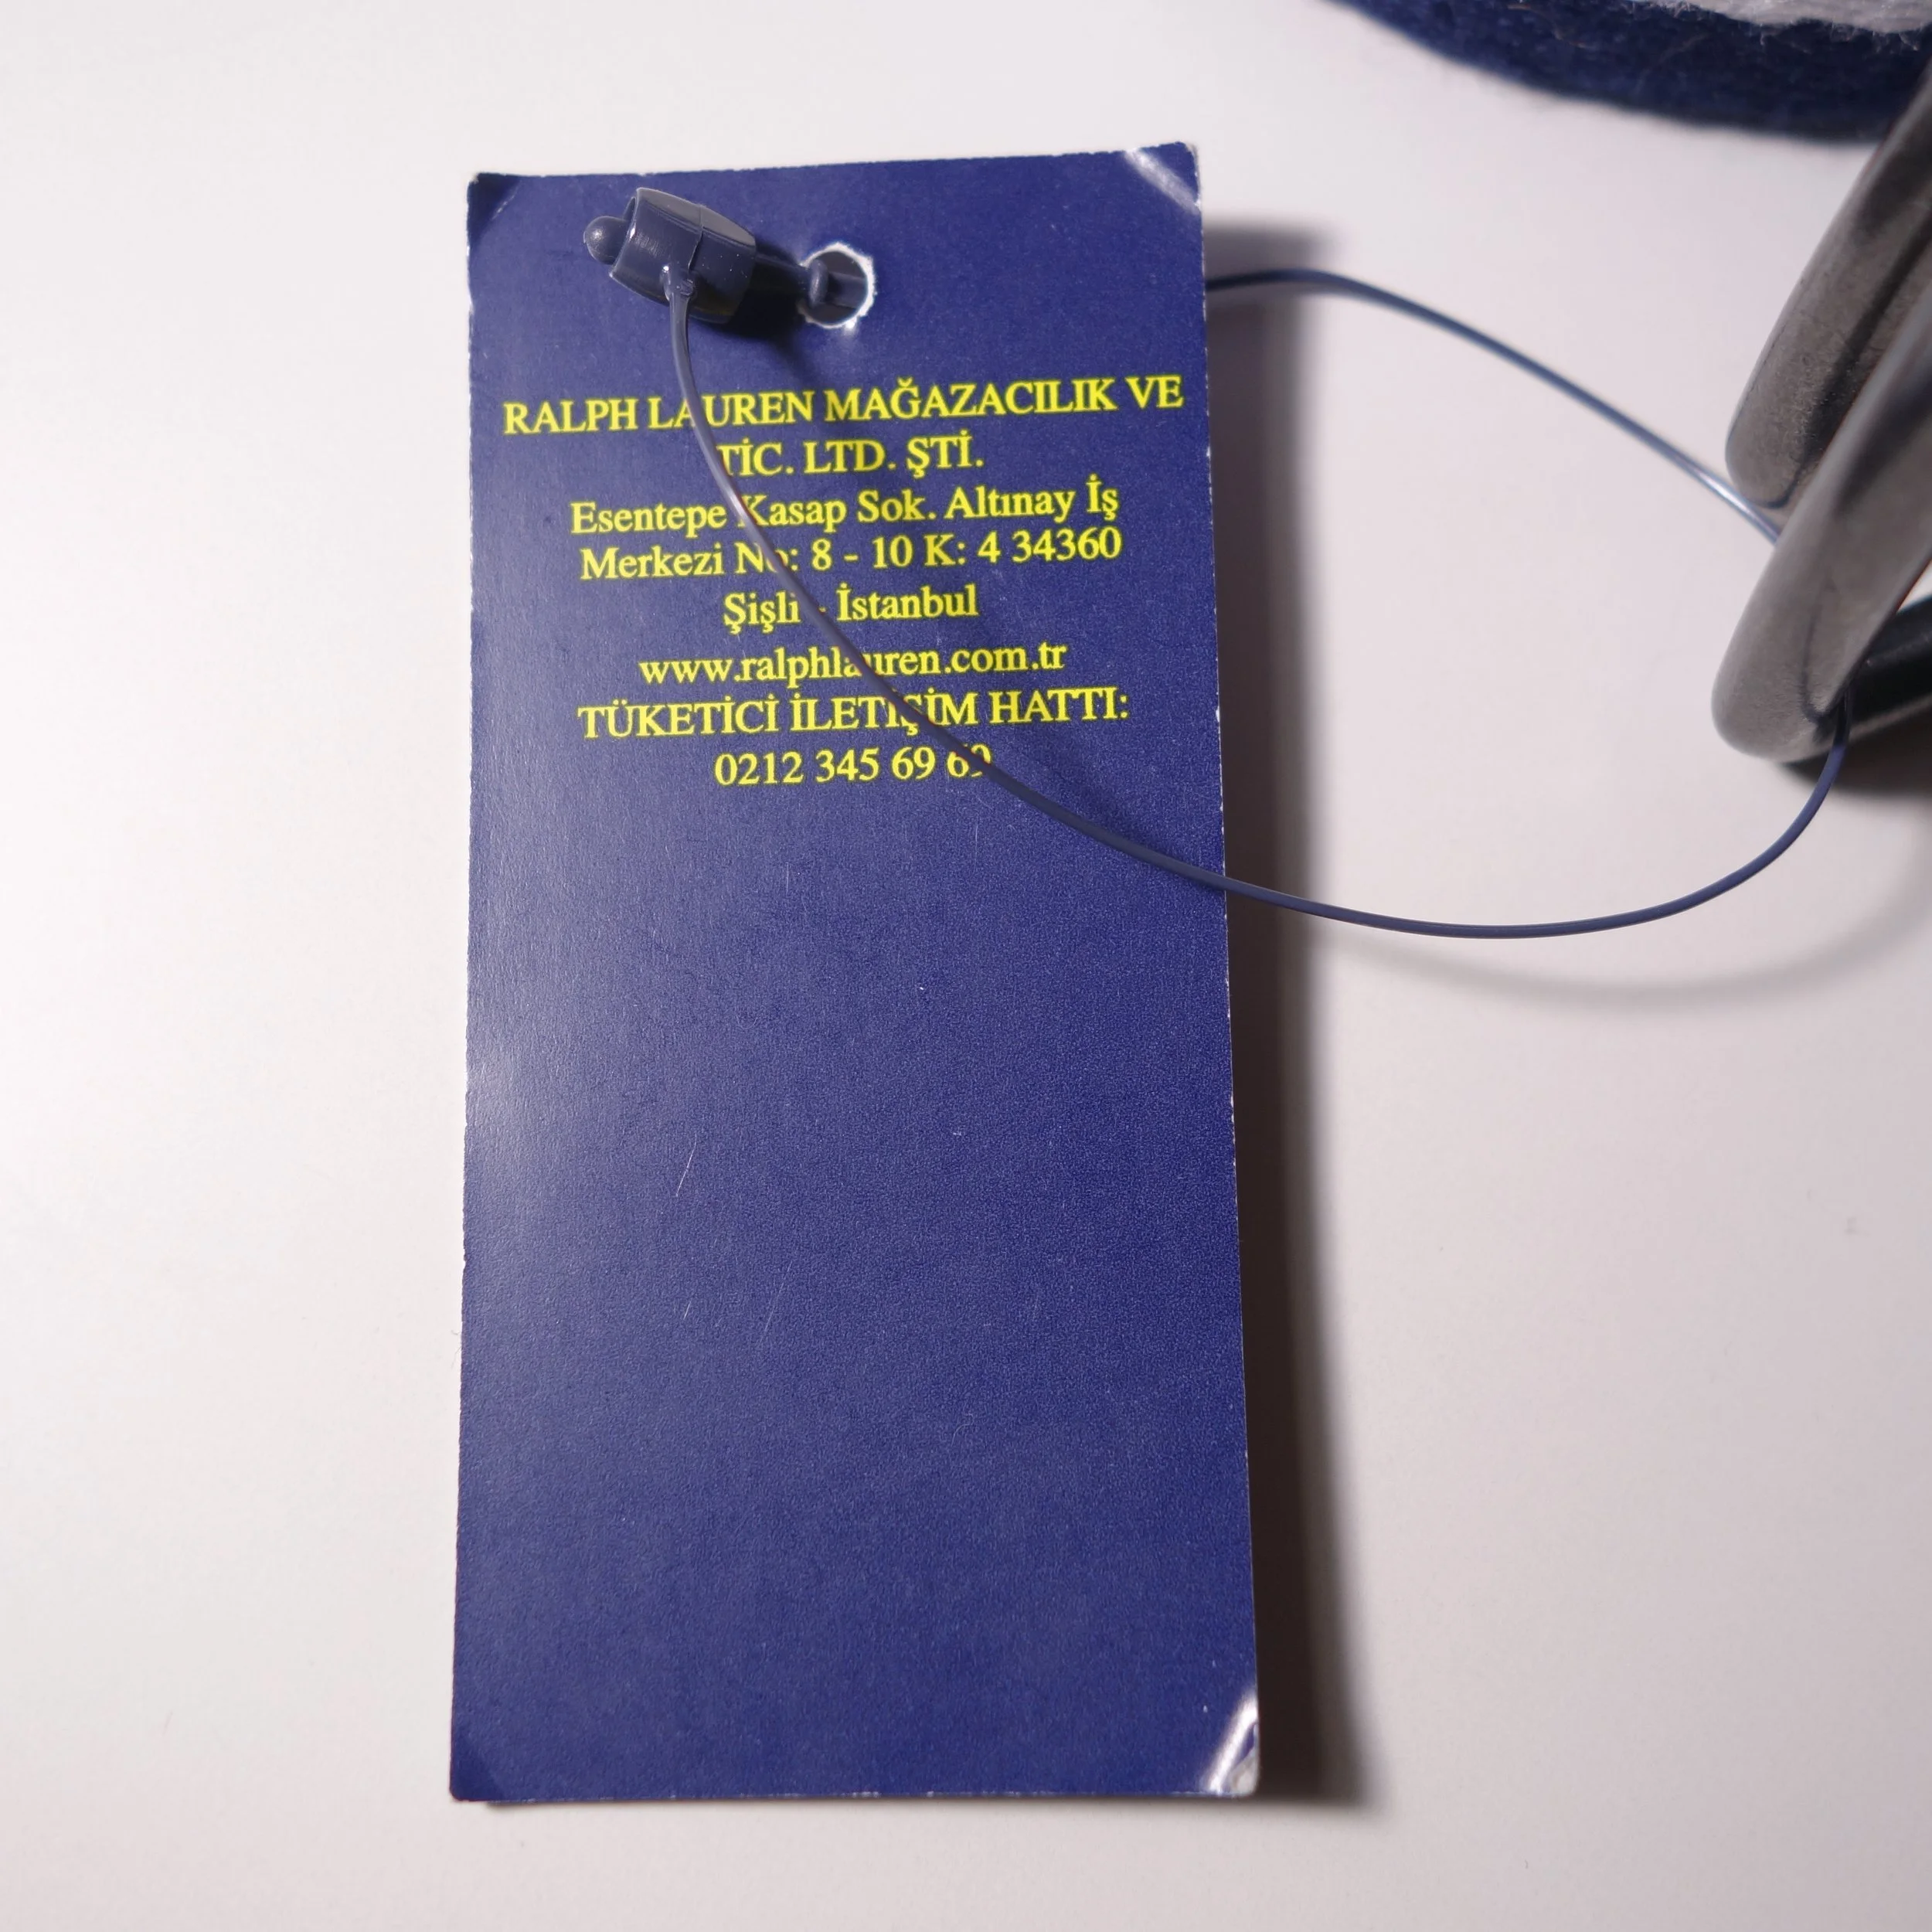 RALPH LAUREN MAĞAZACILIK VE
TİC. LTD. ŞTİ.
Esentepe Kasap Sok. Altınay İş
Merkezi No: 8 - 10 K: 4 34360
Şişli - İstanbul
www.ralphlauren.com.tr
TÜKETİCİ İLETİŞİM HATTI:
0212 345 69 69